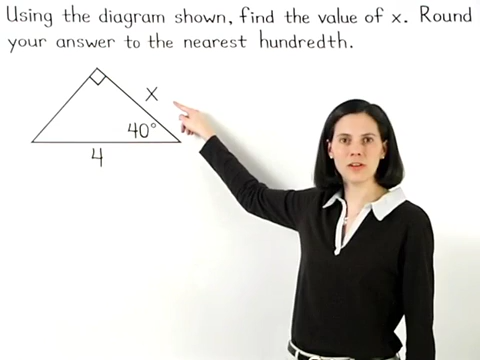 Using the diagram shown, find the value of x. Round
your answer to the nearest hundredth.
x
40°
4